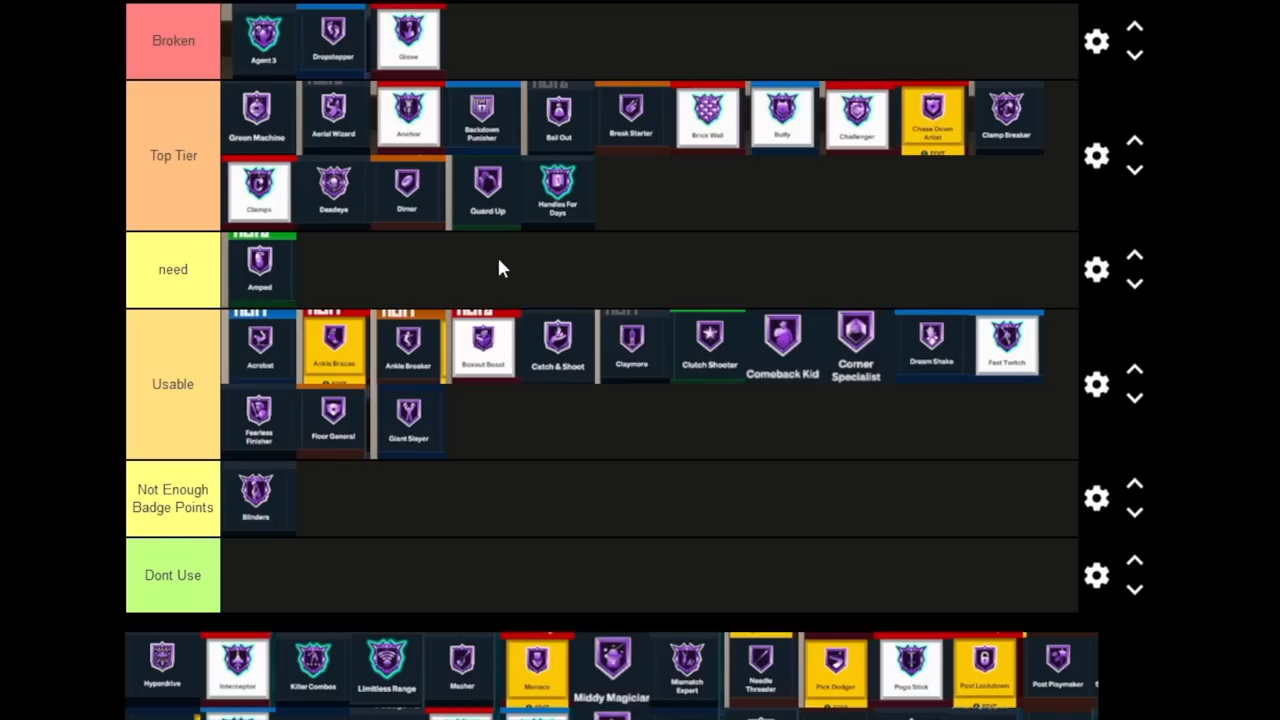 Broken
Agent 3
Dropstepper
Glove
Top Tier
Green Machine
Aerial Wizard
Anchor
Backdown
Punisher
Bail Out
Break Starter
Brick Wall
Bully
Challenger
Chase Down
Artist
EDIT
Clamp Breaker
Clamps
Deadeye
Dimer
Guard Up
Handles For
Days
need
Amped
Usable
Acrobat
Ankle Braces
EDIT
Ankle Breaker
Boxout Beast
Catch & Shoot
Claymore
Clutch Shooter
Comeback Kid
Corner
Specialist
Dream Shake
Fast Twitch
Fearless
Finisher
Floor General
Giant Slayer
Not Enough
Badge Points
Blinders
Dont Use
Hyperdrive
Interceptor
Killer Combos
Limitless Range
Masher
Menace
Middy Magician
Mismatch
Expert
Needle
Threader
Pick Dodger
Pogo Stick
Post Lockdown
Post Playmaker